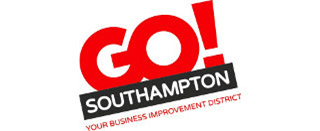 GO!
SOUTHAMPTON
YOUR BUSINESS IMPROVEMENT DISTRICT